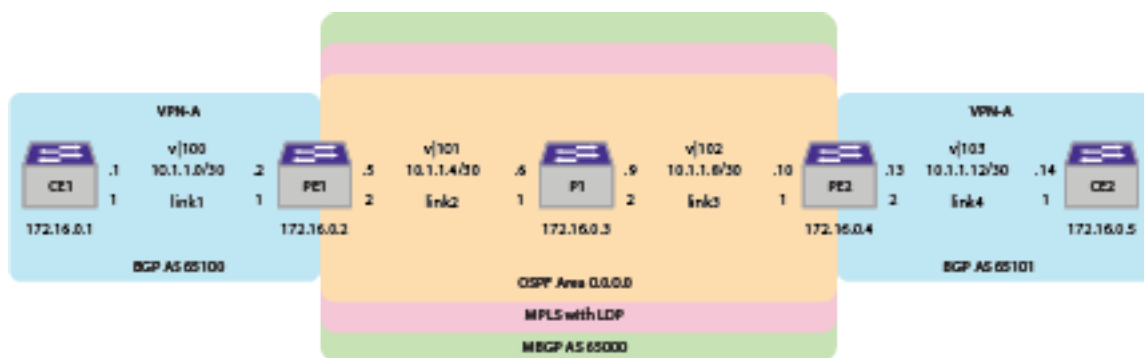 VPN-A
VPN-A
vl100
vl101
vl102
vl103
CE1
.1
10.1.1.0/30
.2
PE1
.5
10.1.1.4/30
.6
P1
.9
10.1.1.8/30
.10
PE2
.13
10.1.1.12/30
.14
CE2
1
link1
1
2
link2
1
2
link3
1
2
link4
1
172.16.0.1
172.16.0.2
172.16.0.3
172.16.0.4
172.16.0.5
BGP AS 65100
BGP AS 65101
OSPF Area 0.0.0.0
MPLS with LDP
MBGP AS 65000